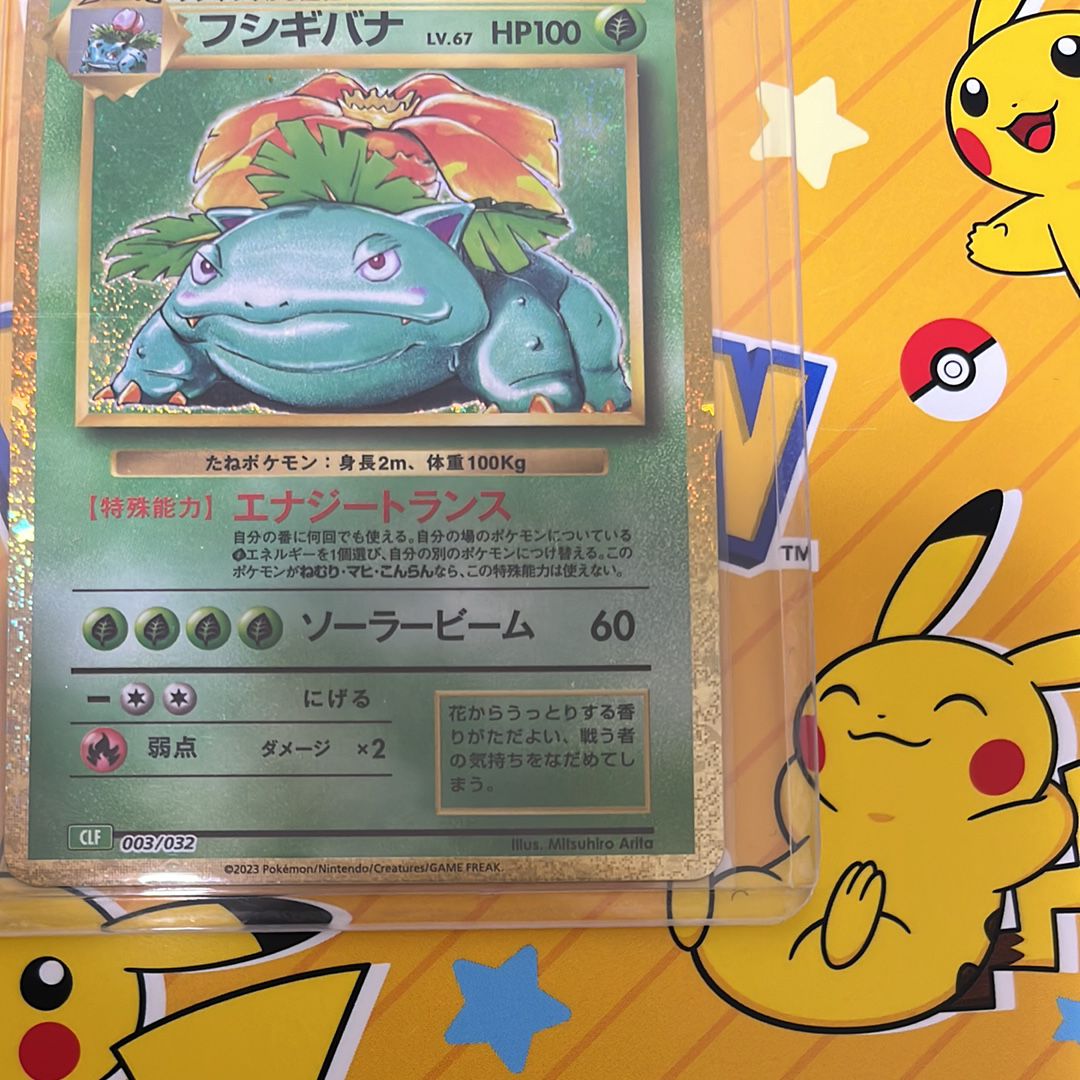 フシギバナ LV.67 HP100
たねポケモン：身長2m、体重100Kg
【特殊能力】 エナジートランス
自分の番に何回でも使える。自分の場のポケモンについている
エネルギーを1個選び、自分の別のポケモンにつけ替える。この
ポケモンがねむり・マヒ・こんらんなら、この特殊能力は使えない。
ソーラービーム 60
にげる
弱点 ダメージ ×2
花からうっとりする香
りがただよい、戦う者
の気持ちをなだめてし
まう。
CLF 003/032
Illus. Mitsuhiro Arita
©2023 Pokémon/Nintendo/Creatures/GAME FREAK.
TM